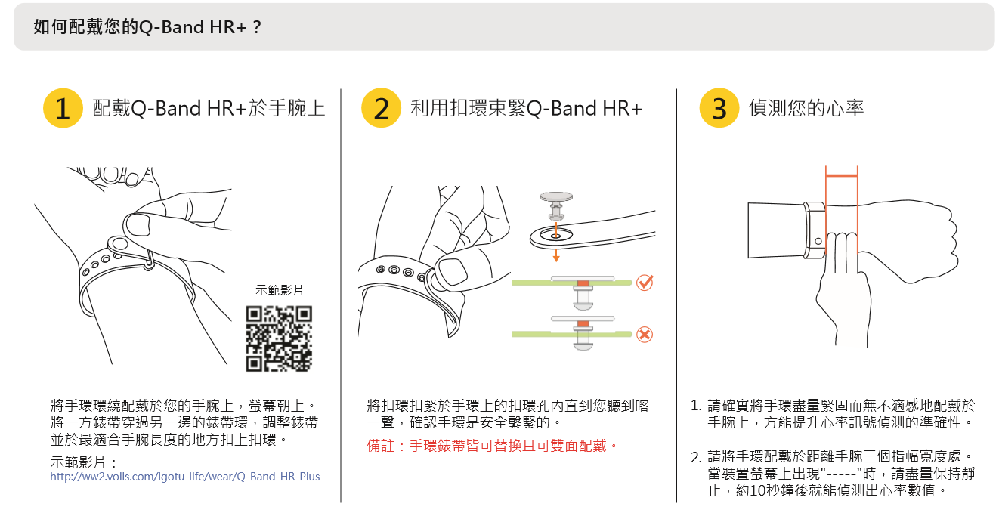 如何配戴您的Q-Band HR+？
1 配戴Q-Band HR+於手腕上
示範影片
將手環環繞配戴於您的手腕上，螢幕朝上。
將一方錶帶穿過另一邊的錶帶環，調整錶帶
並於最適合手腕長度的地方扣上扣環。
示範影片：
http://ww2.voiis.com/igotu-life/wear/Q-Band-HR-Plus
2 利用扣環束緊Q-Band HR+
將扣環扣緊於手環上的扣環孔內直到您聽到喀
一聲，確認手環是安全繫緊的。
備註：手環錶帶皆可替換且可雙面配戴。
3 偵測您的心率
1. 請確實將手環盡量緊固而無不適感地配戴於
手腕上，方能提升心率訊號偵測的準確性。
2. 請將手環配戴於距離手腕三個指幅寬度處。
當裝置螢幕上出現"-----"時，請盡量保持靜
止，約10秒鐘後就能偵測出心率數值。